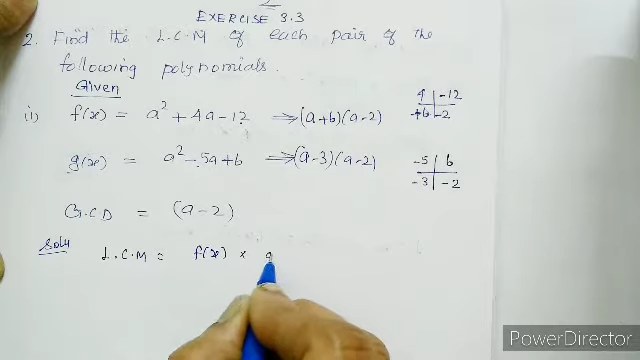 EXERCISE 3.3
2. Find the L.C.M of each pair of the
following polynomials.
Given
ii) f(x) = a² + 4a - 12 ⟹ (a+6)(a-2)
4 | -12
+6 | -2
g(x) = a² - 5a + 6 ⟹ (a-3)(a-2)
-5 | 6
-3 | -2
G.C.D = (a-2)
Soln
L.C.M = f(x) ×
PowerDirector